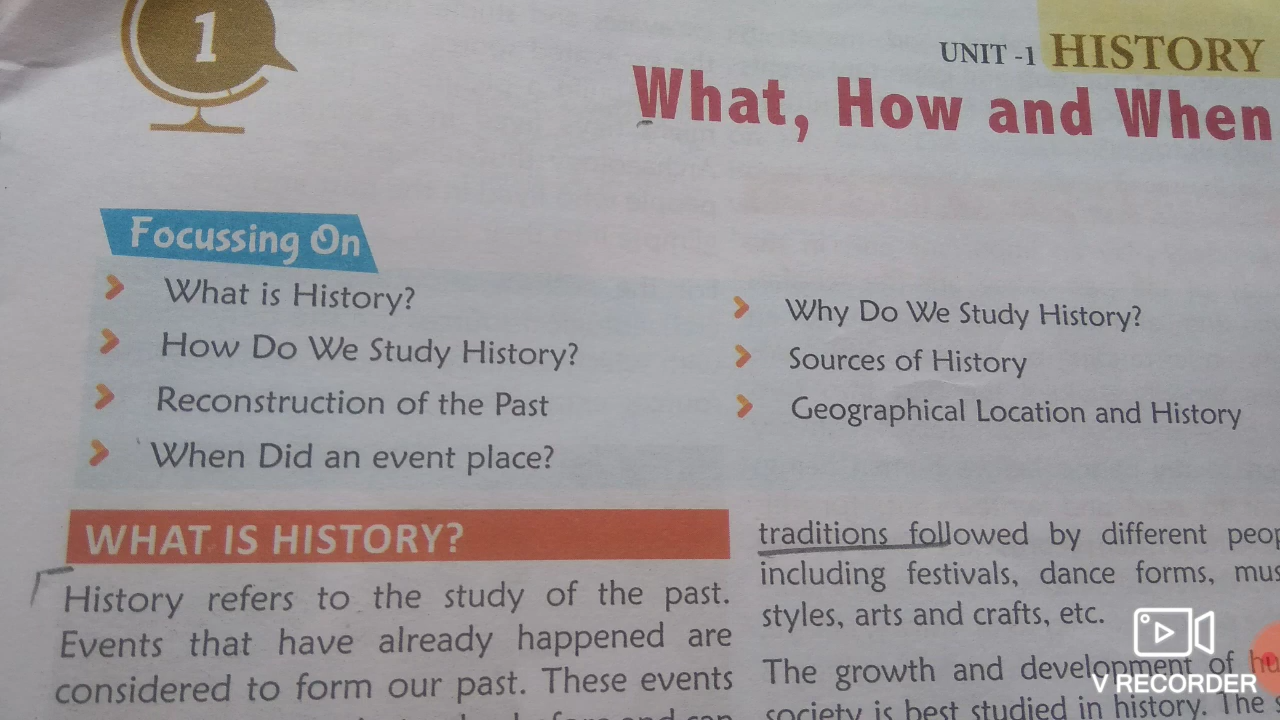 1
UNIT -1 HISTORY
What, How and When
Focussing On
What is History?
How Do We Study History?
Reconstruction of the Past
When Did an event place?
Why Do We Study History?
Sources of History
Geographical Location and History
WHAT IS HISTORY?
History refers to the study of the past.
Events that have already happened are
considered to form our past. These events
traditions followed by different
including festivals, dance forms,
styles, arts and crafts, etc.
The growth and development of
society is best studied in history. The
V RECORDER